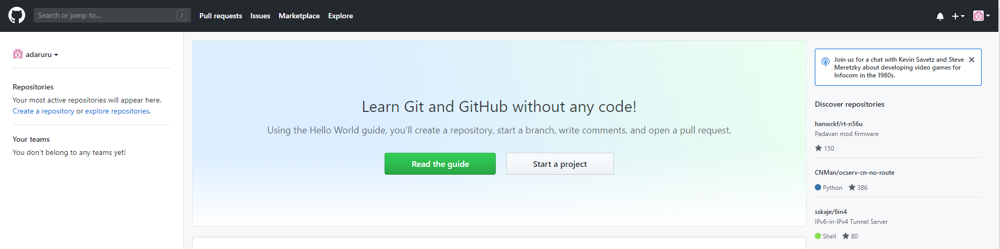 Search or jump to...
/
Pull requests
Issues
Marketplace
Explore
adaruru
Repositories
Your most active repositories will appear here.
Create a repository or explore repositories.
Your teams
You don’t belong to any teams yet!
Learn Git and GitHub without any code!
Using the Hello World guide, you’ll create a repository, start a branch, write comments, and open a pull request.
Read the guide
Start a project
Join us for a chat with Kevin Savetz and Steve
Meretzky about developing video games for
Infocom in the 1980s.
Discover repositories
hanwckf/rt-n56u
Padavan mod firmware
150
CNMan/ocserv-cn-no-route
Python 386
sskaje/6in4
IPv6-in-IPv4 Tunnel Server
Shell 80